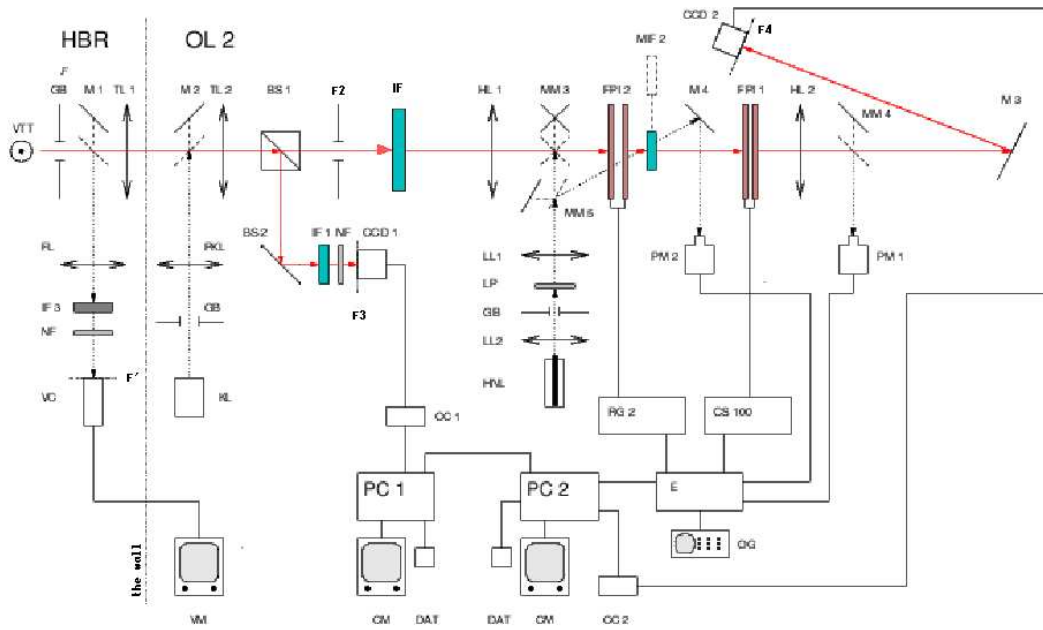 HBR
OL 2
CCD 2
F4
MIF 2
F
GB
M 1
TL 1
M 2
TL 2
BS 1
F2
IF
HL 1
MM 3
FPI 2
M 4
FPI 1
HL 2
MM 4
M 3
VTT
MM 5
BS 2
IF 1
NF
CCD 1
FL
FKL
LL1
PM 2
PM 1
LP
IF 3
GB
GB
F3
NF
LL2
F'
VC
KL
HNL
CC 1
RG 2
CS 100
PC 1
PC 2
E
OG
the wall
VM
CM
DAT
DAT
CM
CC 2